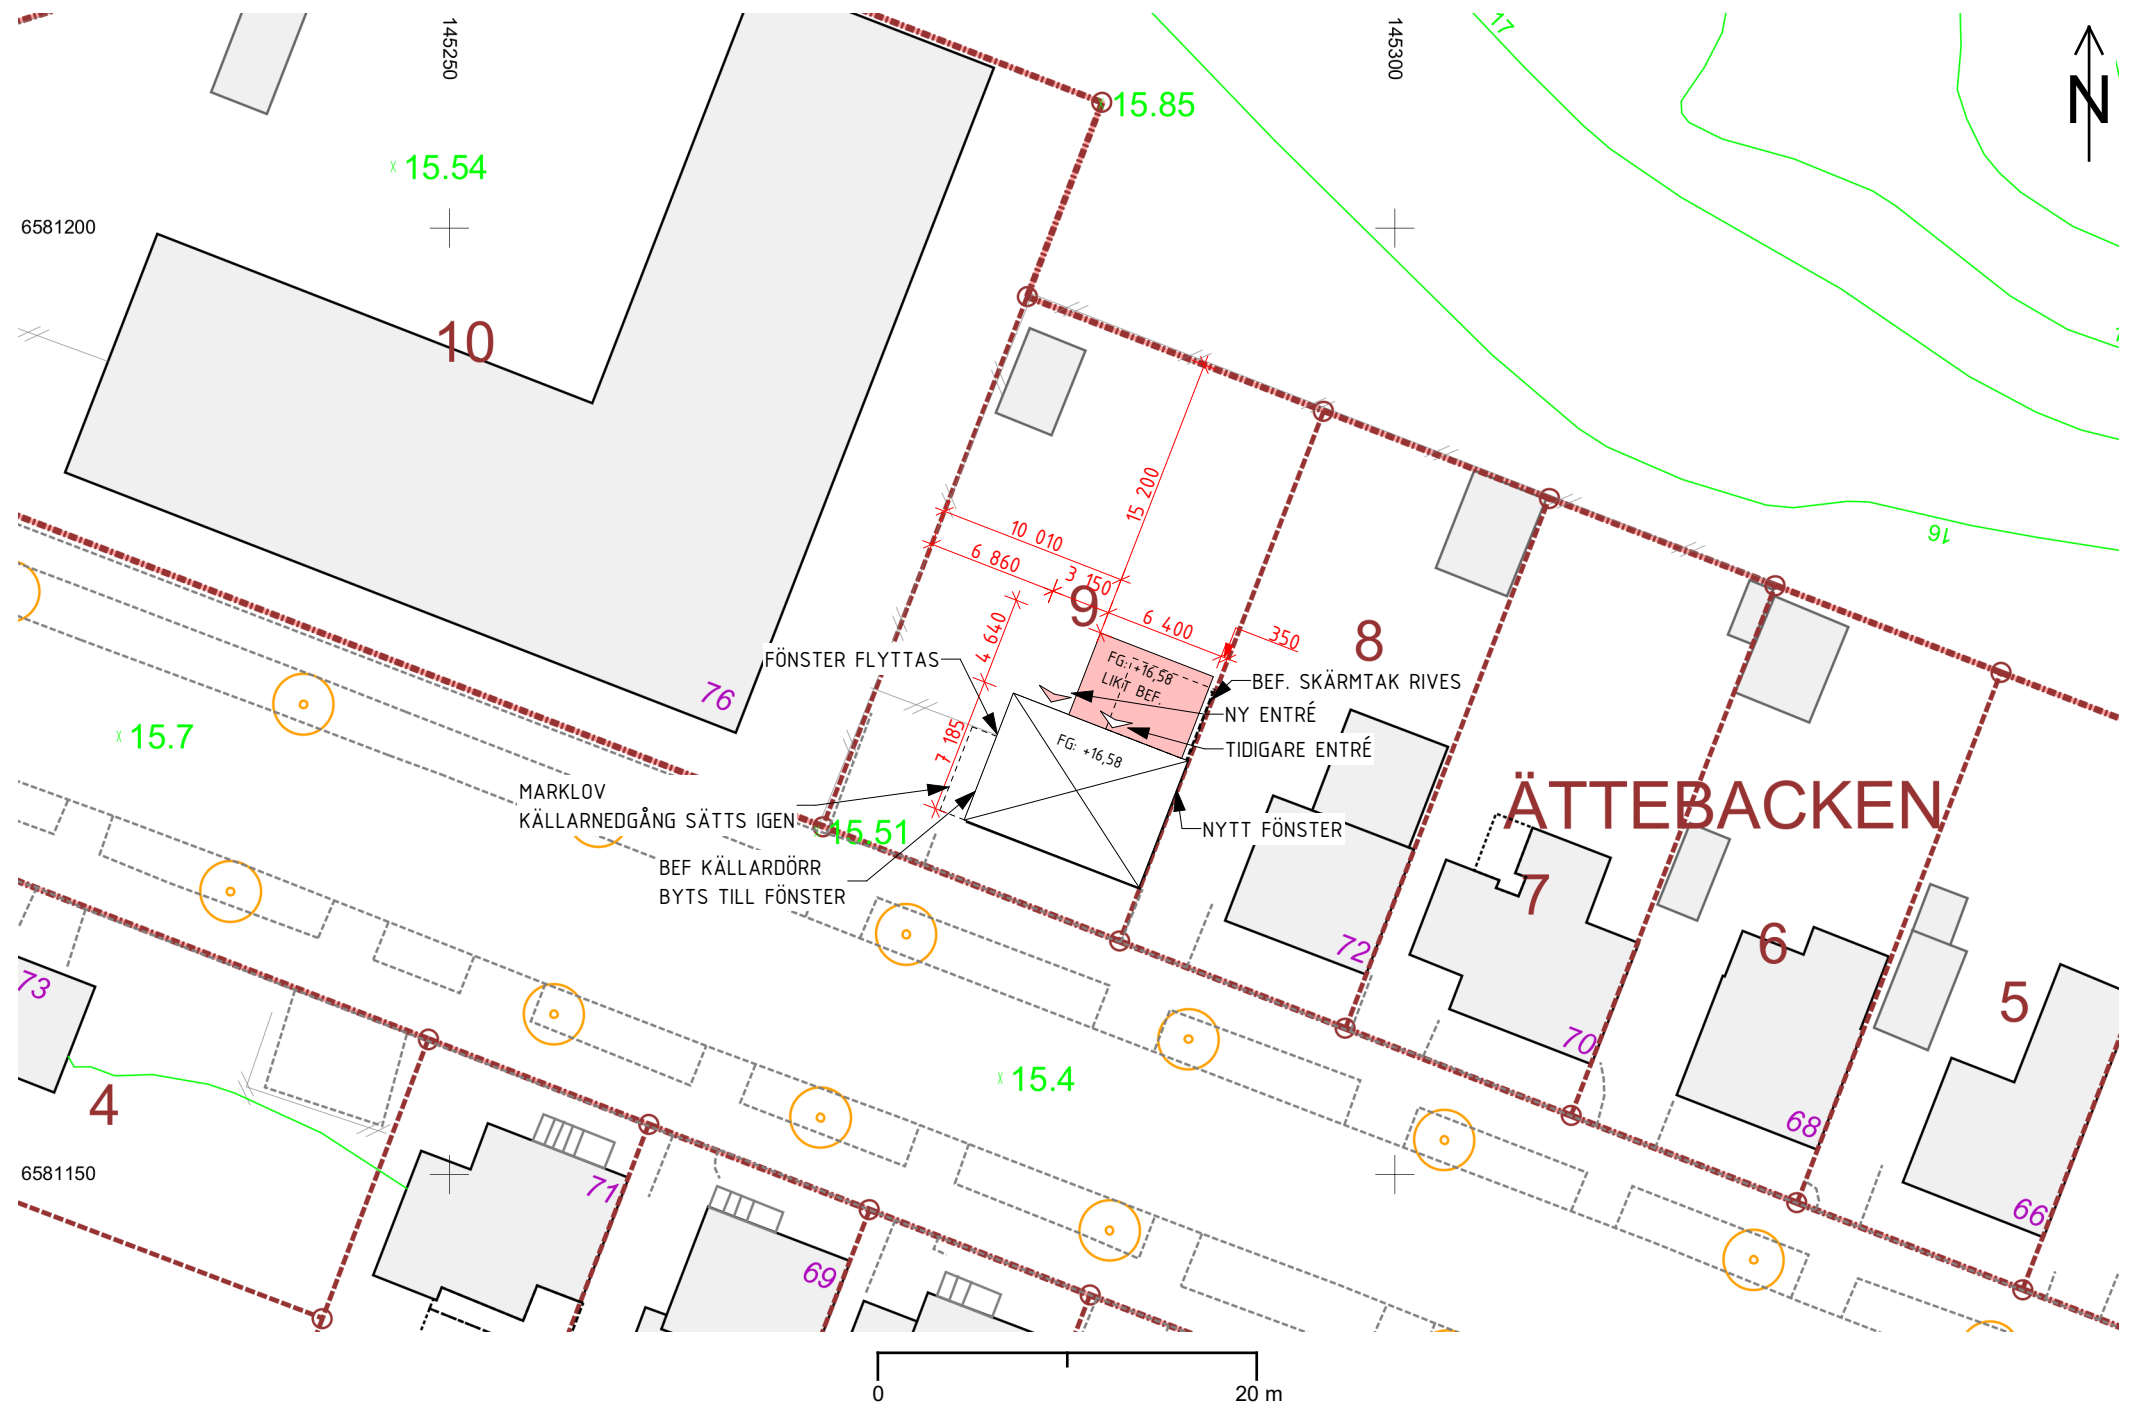 145250
145300
17
N
15.85
15.54
6581200
10
15 200
10 010
6 860
3 150
9
6 400
350
4 640
7 185
16
8
FÖNSTER FLYTTAS
FG: +16,58
LIKT BEF.
BEF. SKÄRMTAK RIVES
NY ENTRÉ
TIDIGARE ENTRÉ
FG: +16,58
76
15.7
MARKLOV
KÄLLARNEDGÅNG SÄTTS IGEN
15.51
NYTT FÖNSTER
ÄTTEBACKEN
BEF KÄLLARDÖRR
BYTS TILL FÖNSTER
7
72
6
5
73
70
15.4
4
68
6581150
71
66
69
0
20 m